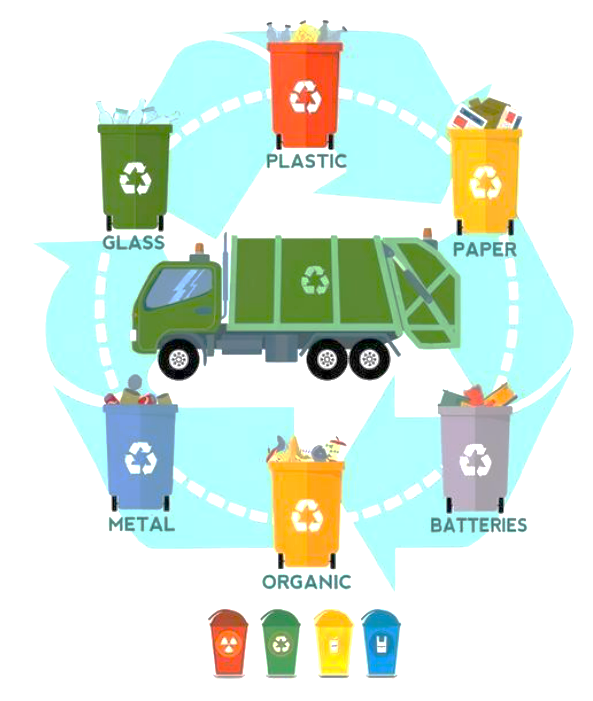 PLASTIC
GLASS
PAPER
METAL
BATTERIES
ORGANIC